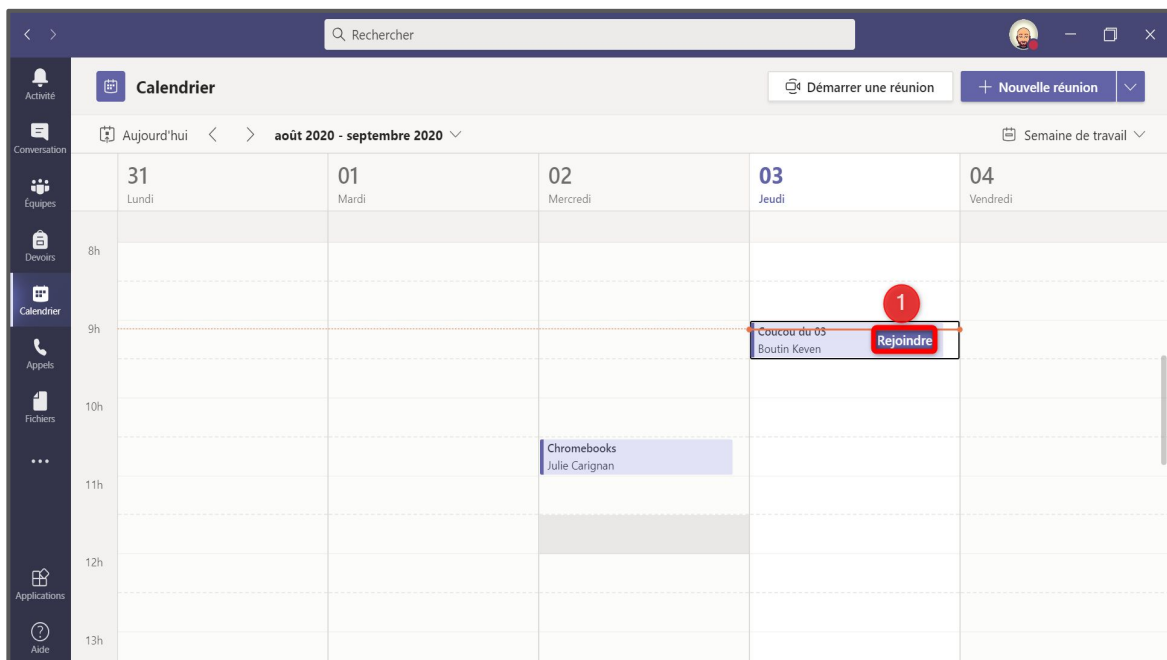 Rechercher
Activité
Conversation
Équipes
Devoirs
Calendrier
Appels
Fichiers
Applications
Aide
Calendrier
Démarrer une réunion
Nouvelle réunion
Aujourd'hui
août 2020 - septembre 2020
Semaine de travail
31
Lundi
01
Mardi
02
Mercredi
03
Jeudi
04
Vendredi
8h
9h
10h
11h
12h
13h
1
Coucou du 03
Boutin Keven
Rejoindre
Chromebooks
Julie Carignan